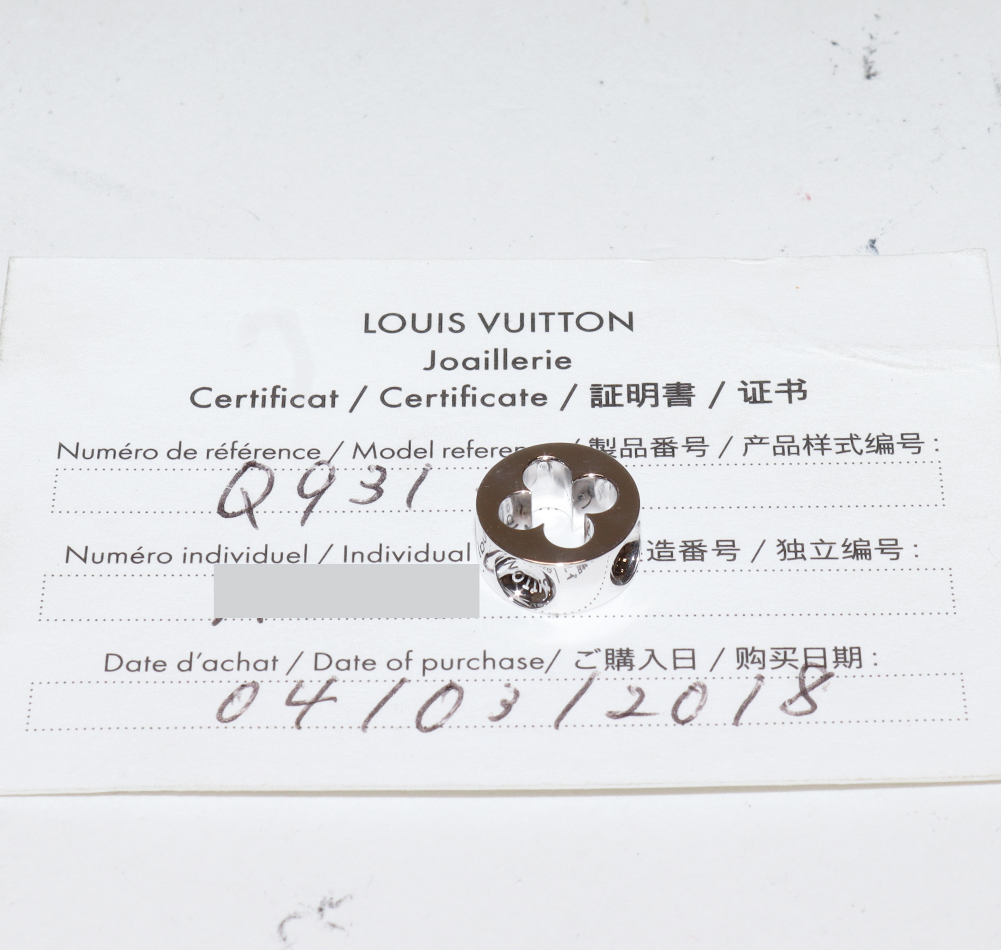 LOUIS VUITTON
Joaillerie
Certificat / Certificate / 証明書 / 证书
Numéro de référence / Model referen 製品番号 / 产品样式编号 :
Q931
Numéro individuel / Individual 造番号 / 独立编号 :
Date d'achat / Date of purchase/ ご購入日 / 购买日期 :
04/03/2018